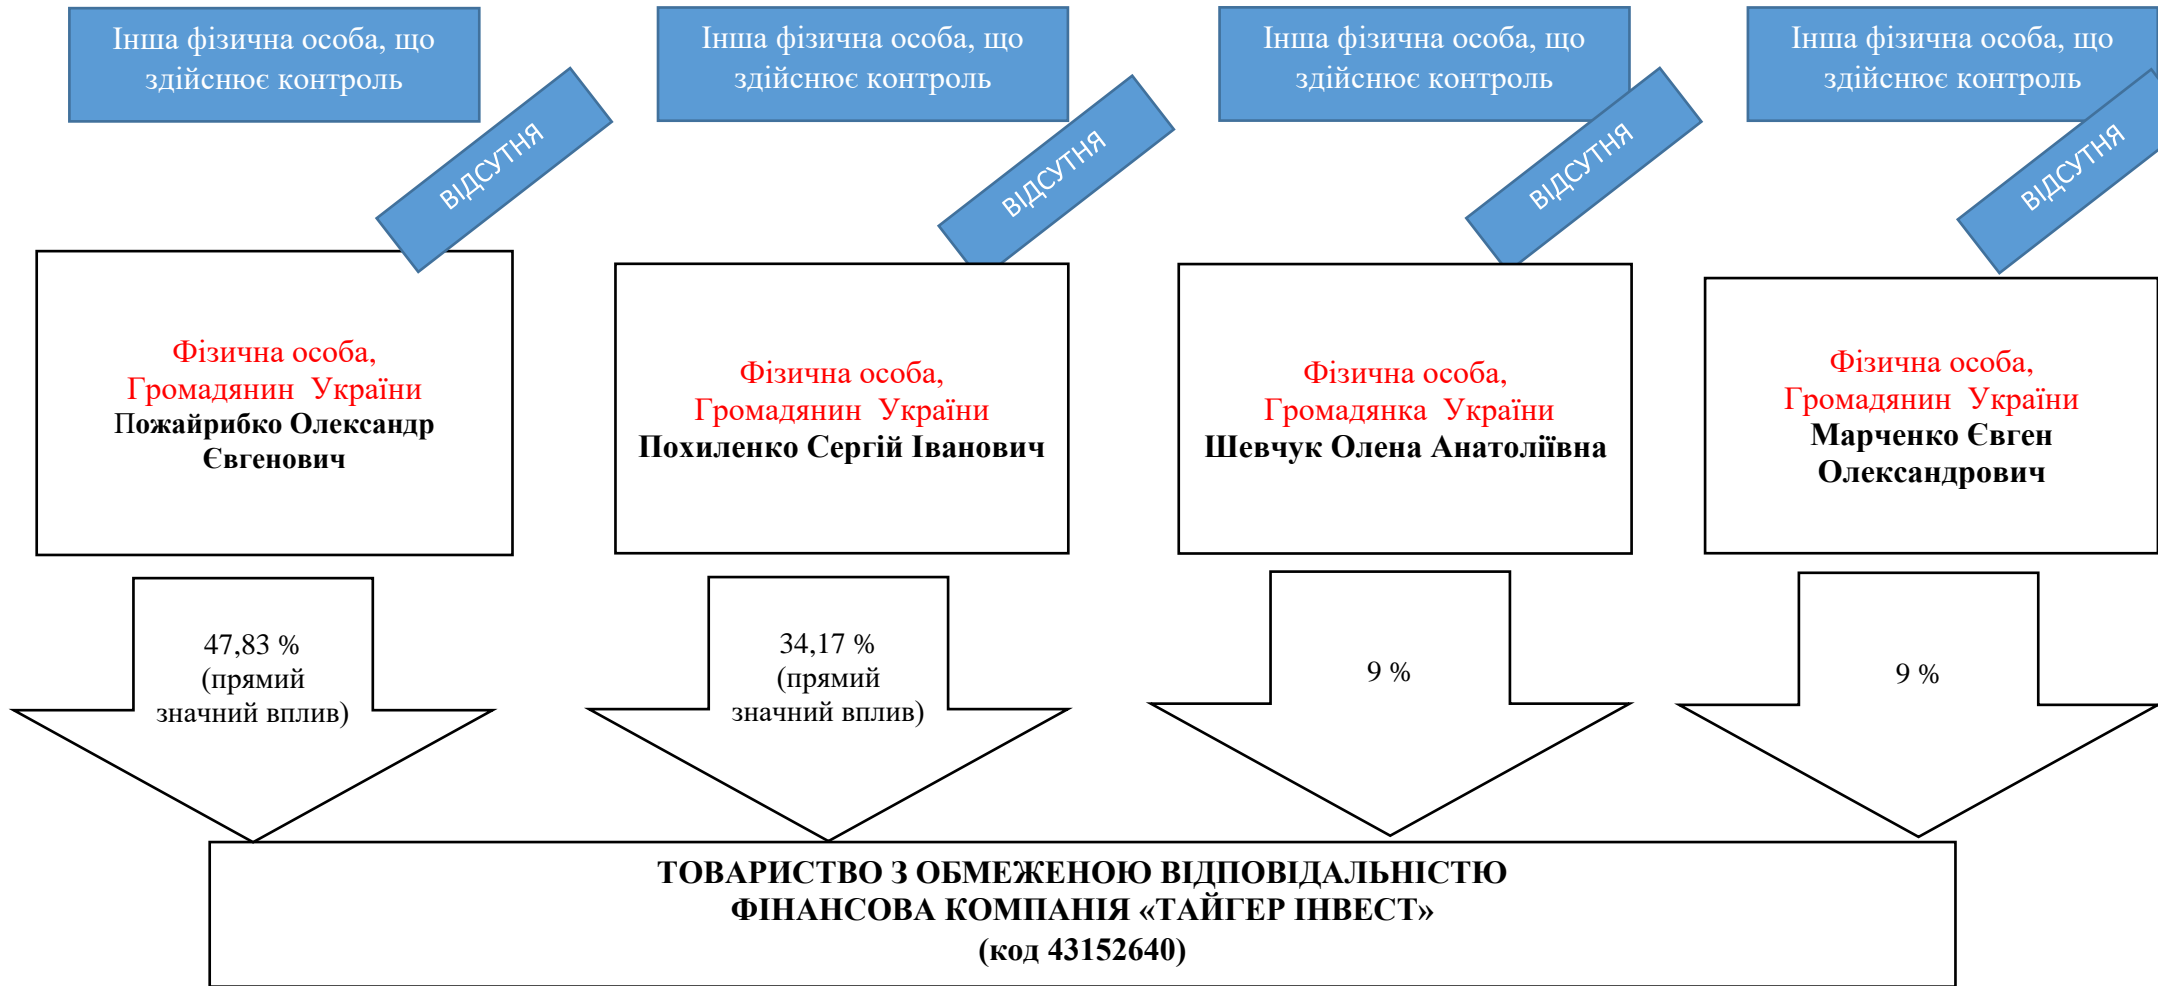 Інша фізична особа, що
здійснює контроль
Інша фізична особа, що
здійснює контроль
Інша фізична особа, що
здійснює контроль
Інша фізична особа, що
здійснює контроль
ВІДСУТНЯ
ВІДСУТНЯ
ВІДСУТНЯ
ВІДСУТНЯ
Фізична особа,
Громадянин України
Пожайрибко Олександр
Євгенович
Фізична особа,
Громадянин України
Похиленко Сергій Іванович
Фізична особа,
Громадянка України
Шевчук Олена Анатоліївна
Фізична особа,
Громадянин України
Марченко Євген
Олександрович
47,83 %
(прямий
значний вплив)
34,17 %
(прямий
значний вплив)
9 %
9 %
ТОВАРИСТВО З ОБМЕЖЕНОЮ ВІДПОВІДАЛЬНІСТЮ
ФІНАНСОВА КОМПАНІЯ «ТАЙГЕР ІНВЕСТ»
(код 43152640)